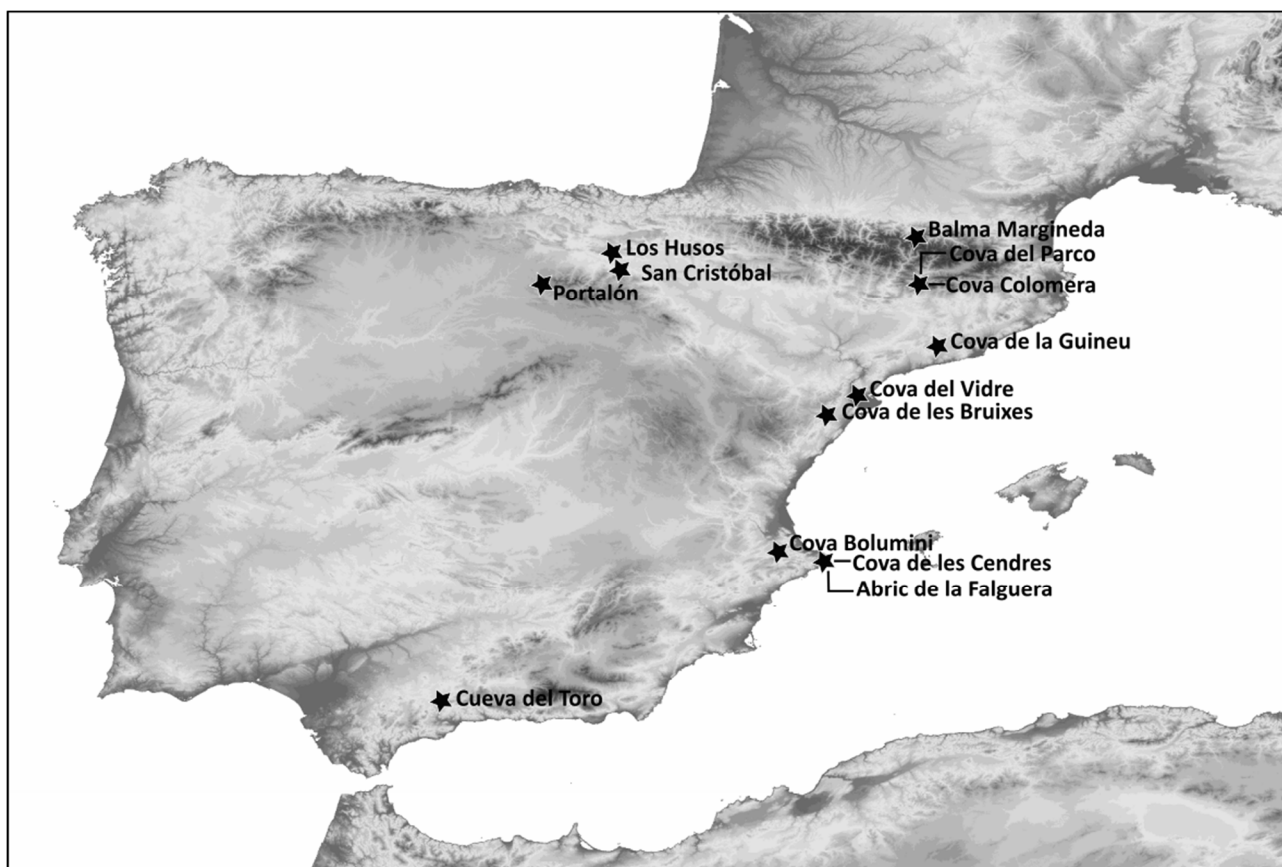 Balma Margineda
Los Husos
Cova del Parco
San Cristóbal
Cova Colomera
Portalón
Cova de la Guineu
Cova del Vidre
Cova de les Bruixes
Cova Bolumini
Cova de les Cendres
Abric de la Falguera
Cueva del Toro